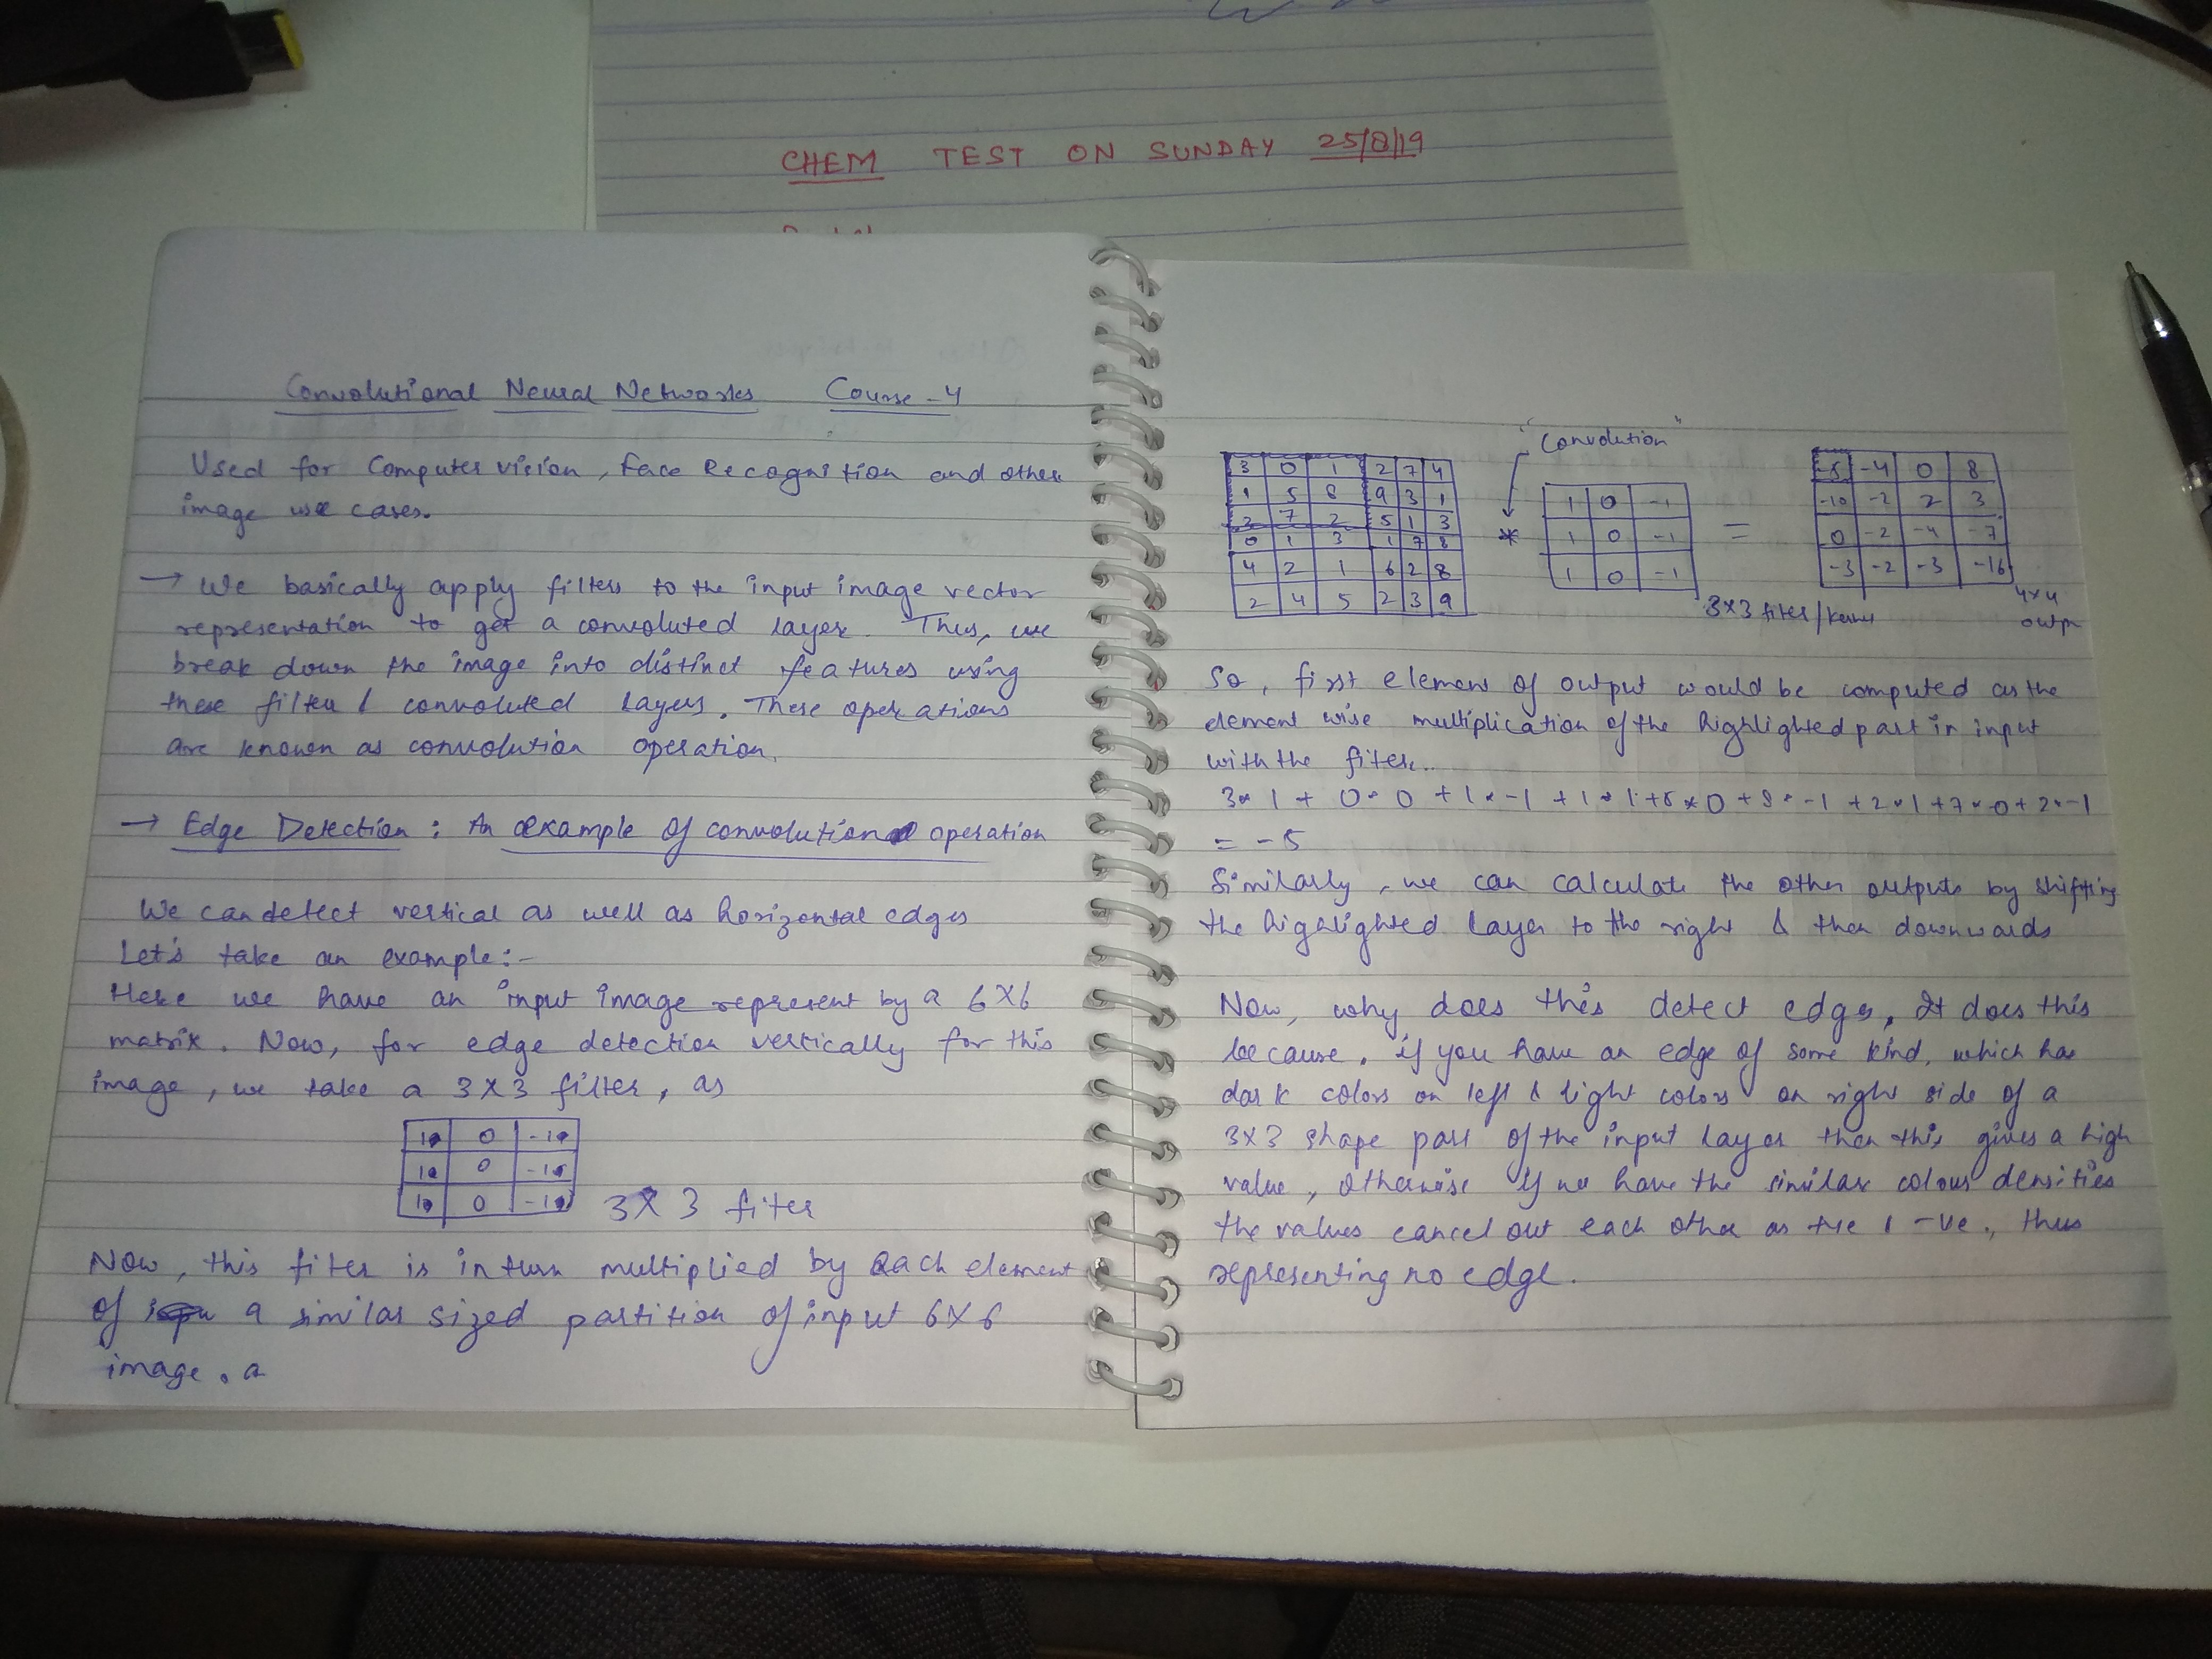 CHEM TEST ON SUNDAY 25/8/19
Convolutional Neural Networks Course-4
Used for Computer vision, Face Recognition and other
image use cases.
→ We basically apply filters to the input image vector
representation to get a convoluted layer. Thus, we
break down the image into distinct features using
these filter & convoluted layers. These operations
are known as convolution operation.
→ Edge Detection: An example of convolution operation
We can detect vertical as well as horizontal edges
Let's take an example:-
Here we have an input image represent by a 6X6
matrix. Now, for edge detection vertically for this
image, we take a 3X3 filter, as
1 0 -1
1 0 -1
1 0 -1
3X3 filter
Now, this filter is in turn multiplied by each element
of a similar sized partition of input 6X6
image. a
"Convolution"
3 0 1 2 7 4
1 5 8 9 3 1
2 7 2 5 1 3
0 1 3 1 7 8
4 2 1 6 2 8
2 4 5 2 3 9
*
1 0 -1
1 0 -1
1 0 -1
3X3 filter/kernel
=
-5 -4 0 8
-10 -2 2 3
0 -2 -4 -7
-3 -2 -3 -16
4x4
outp
So, first element of output would be computed as the
element wise multiplication of the highlighted part in input
with the filter..
3*1 + 0*0 + 1*-1 + 1*1+5*0+8*-1+2*1+7*0+2*-1
= -5
Similarly, we can calculate the other outputs by shifting
the highlighted layer to the right & then downwards
Now, why does this detect edges, It does this
because, if you have an edge of some kind, which has
dark colors on left & light colors on right side of a
3X3 shape part of the input layer then this gives a high
value, otherwise if we have the similar colour densities
the values cancel out each other as +ve & -ve., thus
representing no edge.